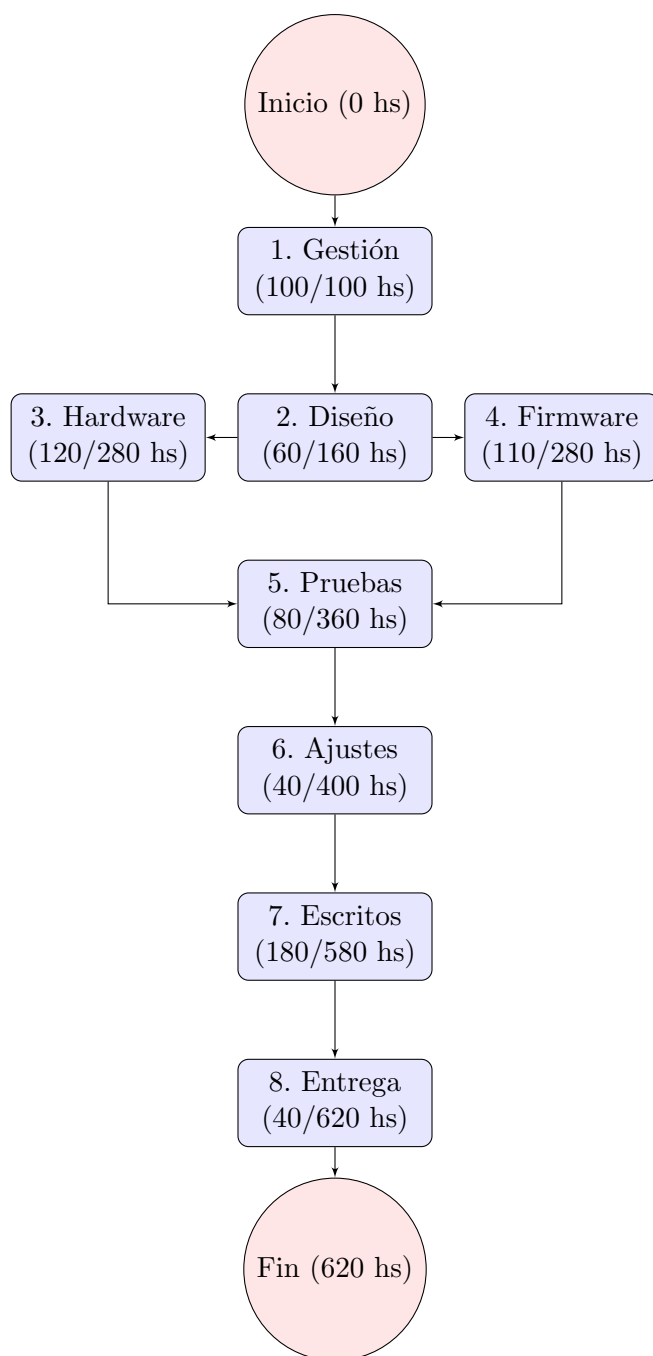 Inicio (0 hs)
1. Gestión
(100/100 hs)
3. Hardware
(120/280 hs)
2. Diseño
(60/160 hs)
4. Firmware
(110/280 hs)
5. Pruebas
(80/360 hs)
6. Ajustes
(40/400 hs)
7. Escritos
(180/580 hs)
8. Entrega
(40/620 hs)
Fin (620 hs)